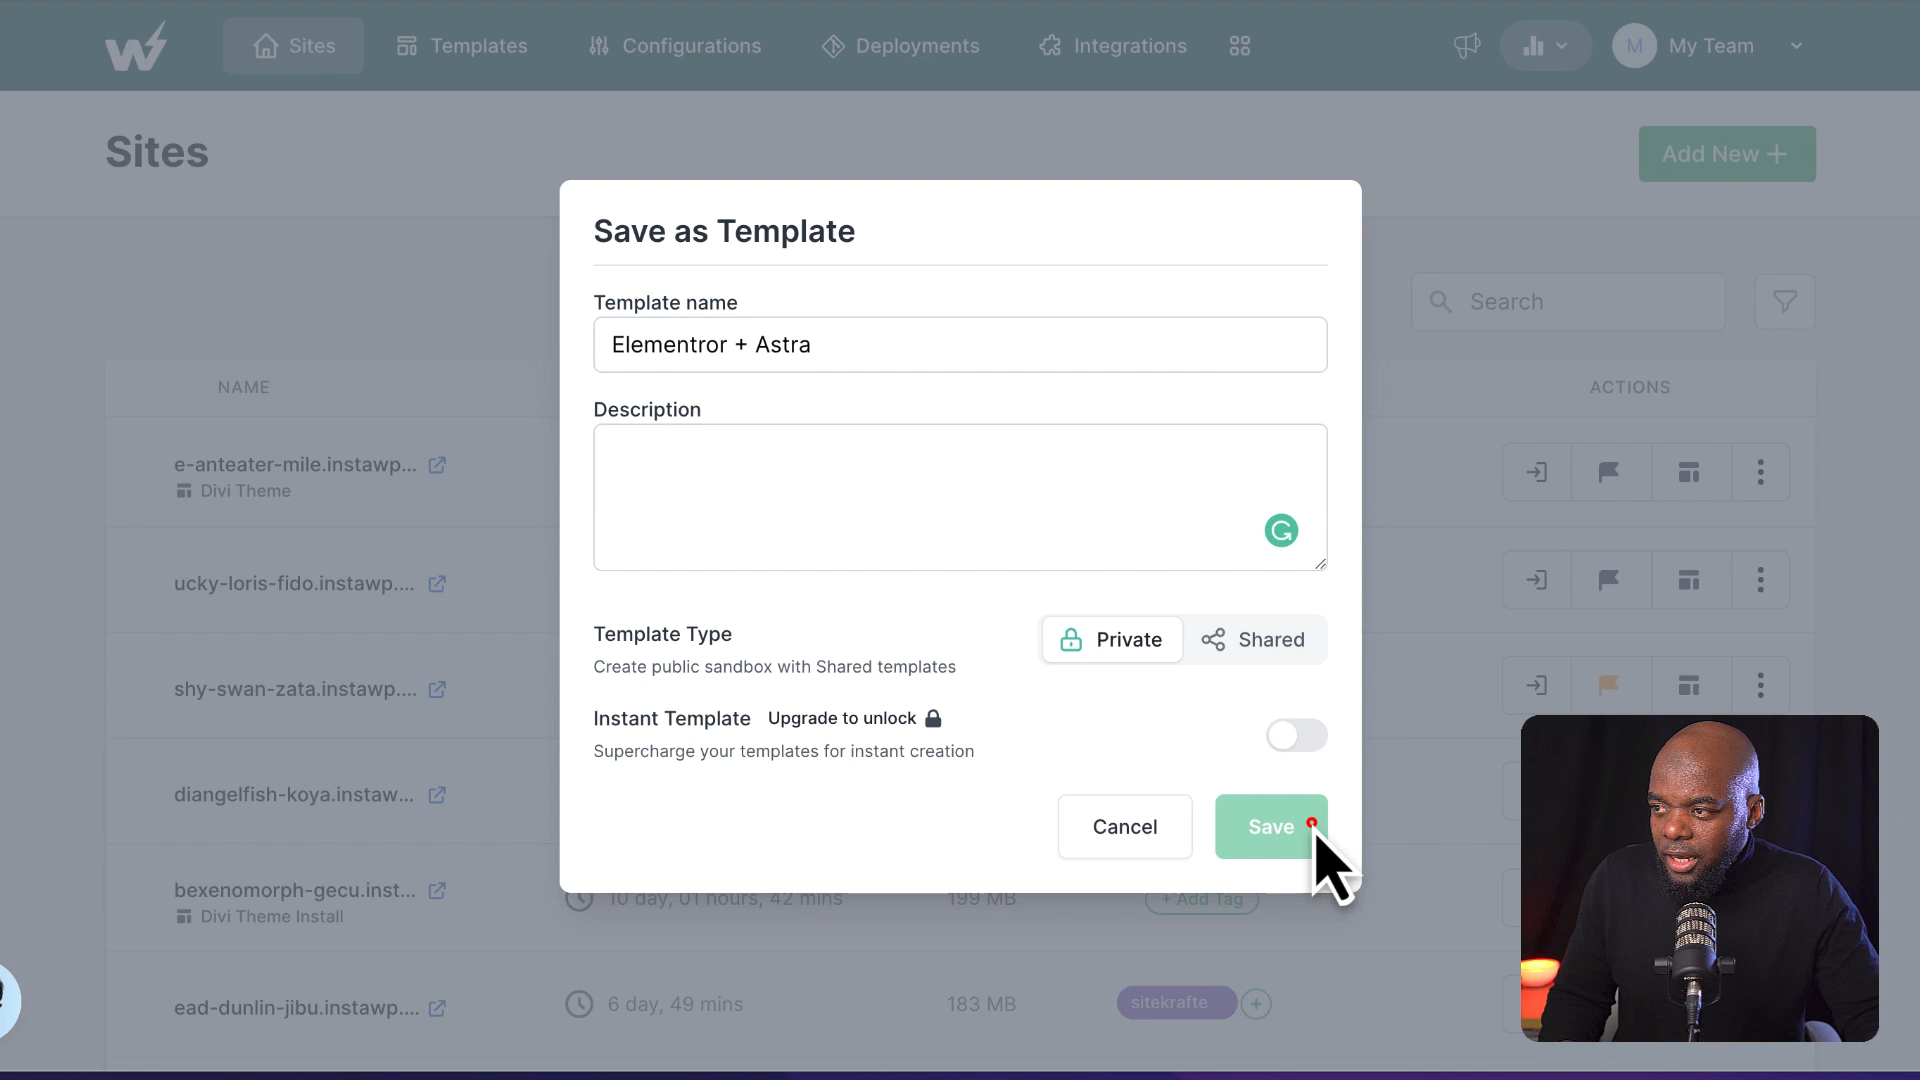 Sites
Templates
Configurations
Deployments
Integrations
M
My Team
Sites
Add New +
Save as Template
Template name
Search
Elementror + Astra
NAME
ACTIONS
Description
e-anteater-mile.instawp...
Divi Theme
ucky-loris-fido.instawp....
Template Type
Private
Shared
Create public sandbox with Shared templates
shy-swan-zata.instawp....
Instant Template
Upgrade to unlock
Supercharge your templates for instant creation
diangelfish-koya.instaw...
Cancel
Save
bexenomorph-gecu.inst...
10 day, 01 hours, 42 mins
199 MB
+ Add Tag
Divi Theme Install
ead-dunlin-jibu.instawp....
6 day, 49 mins
183 MB
sitekrafte